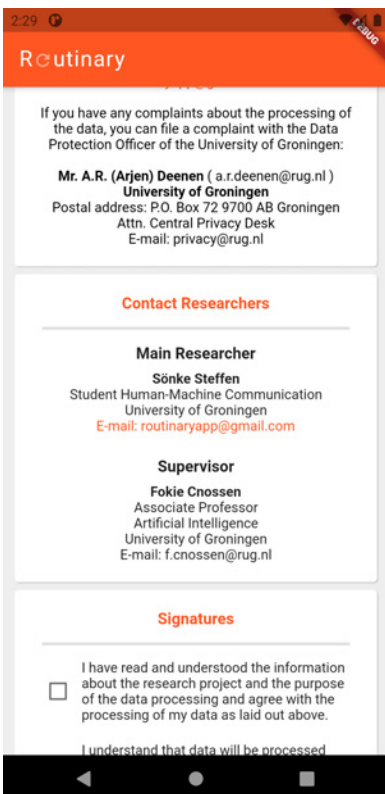 2:29
DEBUG
Routinary
If you have any complaints about the processing of
the data, you can file a complaint with the Data
Protection Officer of the University of Groningen:
Mr. A.R. (Arjen) Deenen ( a.r.deenen@rug.nl )
University of Groningen
Postal address: P.O. Box 72 9700 AB Groningen
Attn. Central Privacy Desk
E-mail: privacy@rug.nl
Contact Researchers
Main Researcher
Sönke Steffen
Student Human-Machine Communication
University of Groningen
E-mail: routinaryapp@gmail.com
Supervisor
Fokie Cnossen
Associate Professor
Artificial Intelligence
University of Groningen
E-mail: f.cnossen@rug.nl
Signatures
I have read and understood the information
about the research project and the purpose
of the data processing and agree with the
processing of my data as laid out above.
I understand that data will be processed